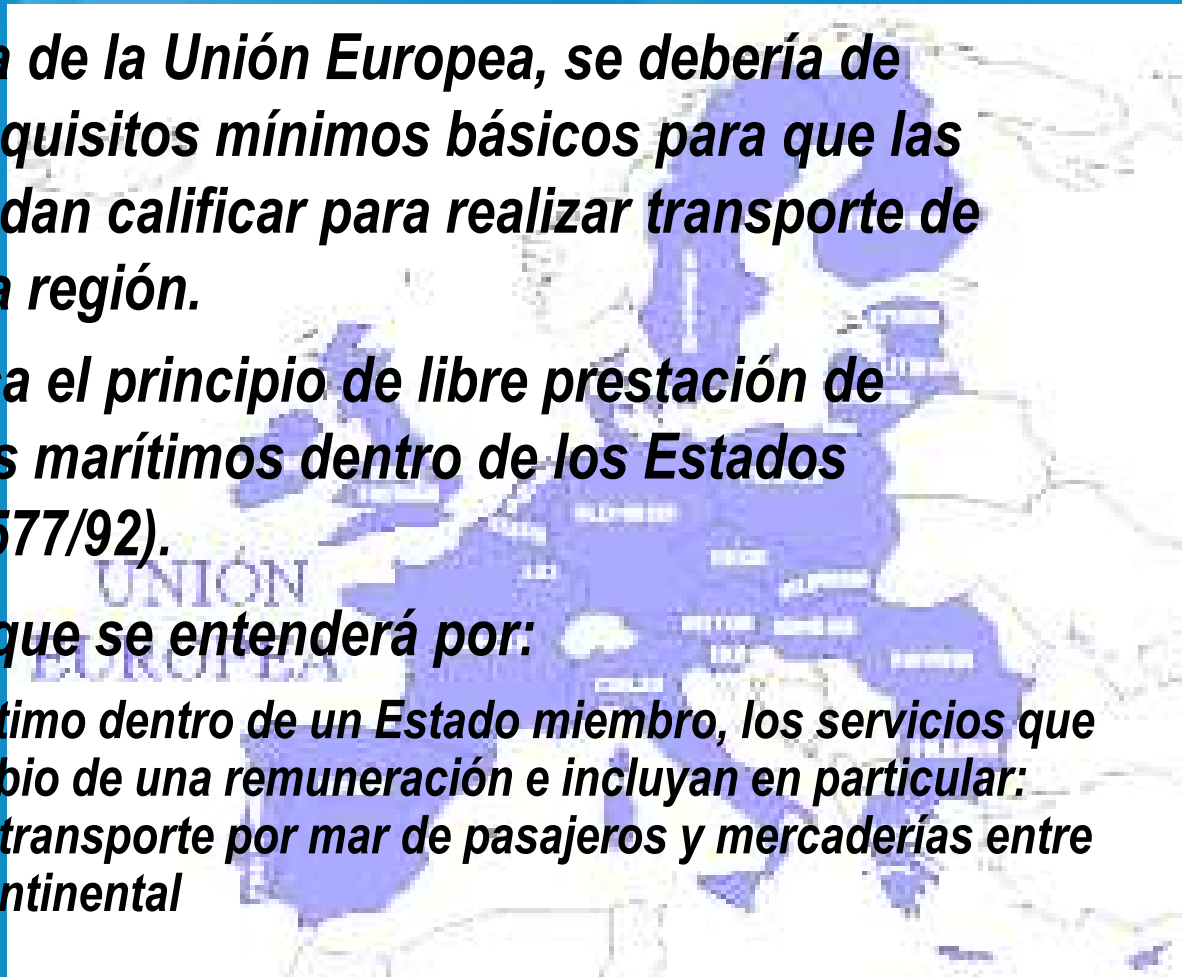 de la Unión Europea, se debería de
quisitos mínimos básicos para que las
dan calificar para realizar transporte de
región.
a el principio de libre prestación de
s marítimos dentro de los Estados
577/92).
UNIÓN
que se entenderá por:
EUROPEA
timo dentro de un Estado miembro, los servicios que
bio de una remuneración e incluyan en particular:
transporte por mar de pasajeros y mercaderías entre
ntinental